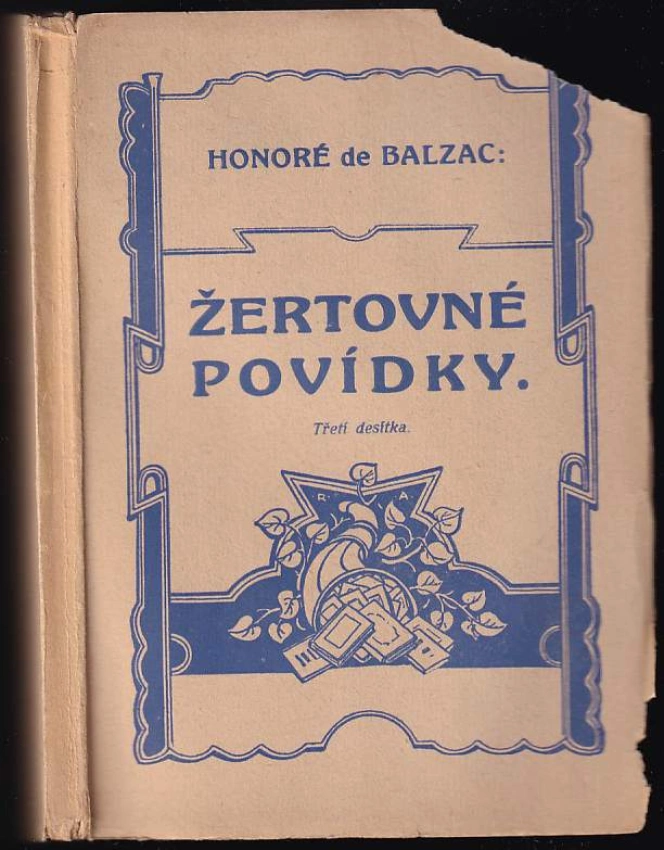 HONORÉ de BALZAC:
ŽERTOVNÉ
POVÍDKY.
Třetí desítka.
R. A